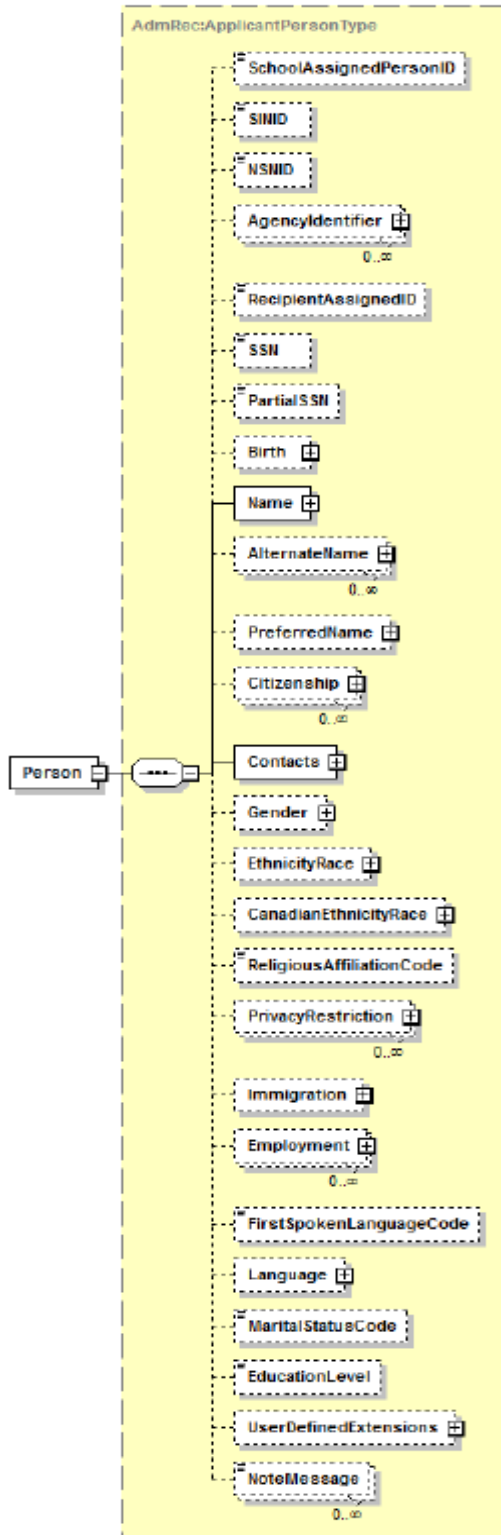 AdmRec:ApplicantPersonType
SchoolAssignedPersonID
SINID
NSNID
AgencyIdentifier
0..∞
RecipientAssignedID
SSN
PartialSSN
Birth
Name
AlternateName
0..∞
PreferredName
Citizenship
0..∞
Person
Contacts
Gender
EthnicityRace
CanadianEthnicityRace
ReligiousAffiliationCode
PrivacyRestriction
0..∞
Immigration
Employment
0..∞
FirstSpokenLanguageCode
Language
MaritalStatusCode
EducationLevel
UserDefinedExtensions
NoteMessage
0..∞